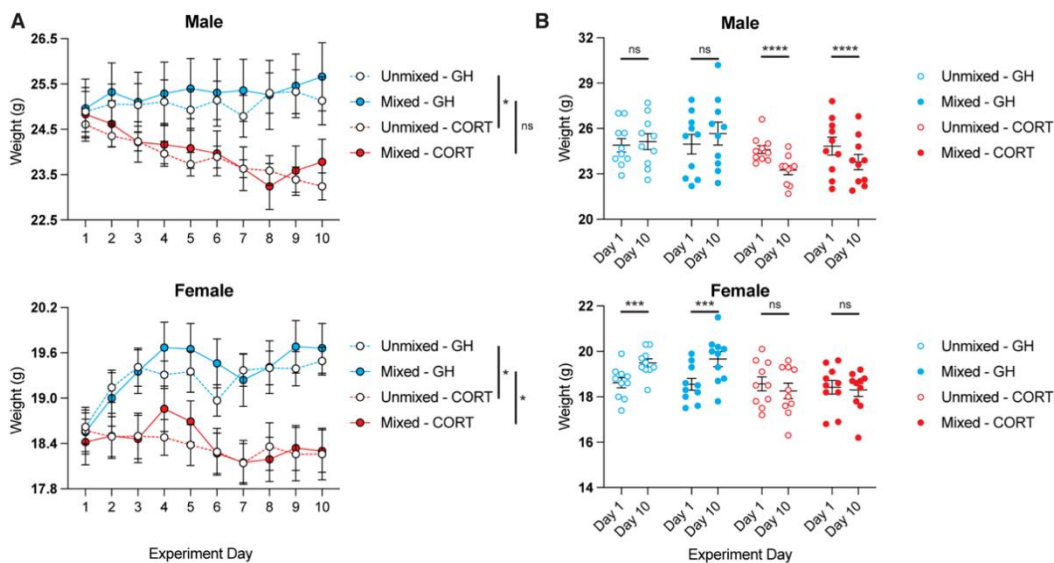 A
Male
Weight (g)
26.5
25.5
24.5
23.5
22.5
1 2 3 4 5 6 7 8 9 10
Unmixed - GH
Mixed - GH
Unmixed - CORT
Mixed - CORT
*
ns
Female
Weight (g)
20.2
19.6
19.0
18.4
17.8
1 2 3 4 5 6 7 8 9 10
Experiment Day
Unmixed - GH
Mixed - GH
Unmixed - CORT
Mixed - CORT
*
*
B
Male
Weight (g)
32
29
26
23
20
ns ns **** ****
Day 1 Day 10 Day 1 Day 10 Day 1 Day 10 Day 1 Day 10
Unmixed - GH
Mixed - GH
Unmixed - CORT
Mixed - CORT
Female
Weight (g)
22
20
18
16
14
*** *** ns ns
Day 1 Day 10 Day 1 Day 10 Day 1 Day 10 Day 1 Day 10
Experiment Day
Unmixed - GH
Mixed - GH
Unmixed - CORT
Mixed - CORT